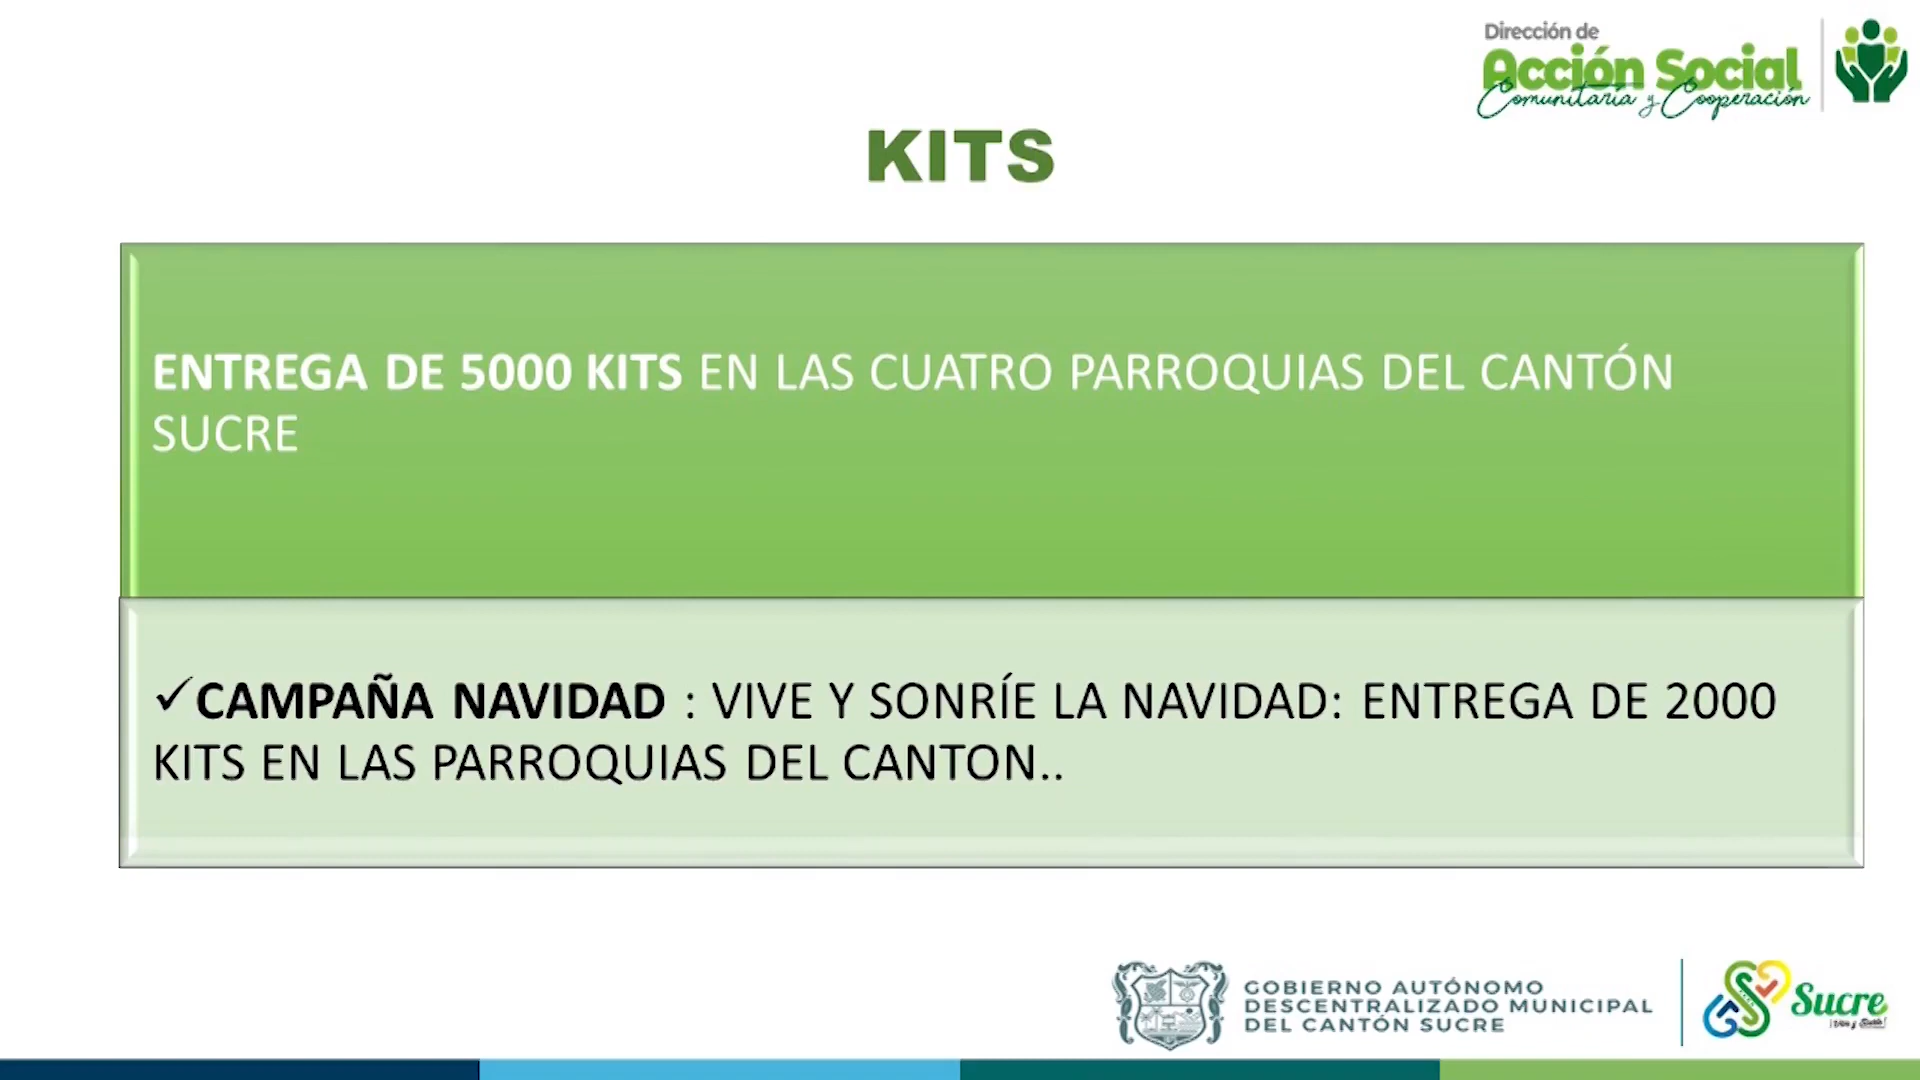 Dirección de
Acción Social
Comunitaria y Cooperación
KITS
ENTREGA DE 5000 KITS EN LAS CUATRO PARROQUIAS DEL CANTÓN
SUCRE
✓CAMPAÑA NAVIDAD : VIVE Y SONRÍE LA NAVIDAD: ENTREGA DE 2000
KITS EN LAS PARROQUIAS DEL CANTON..
GOBIERNO AUTÓNOMO
DESCENTRALIZADO MUNICIPAL
DEL CANTÓN SUCRE
Sucre